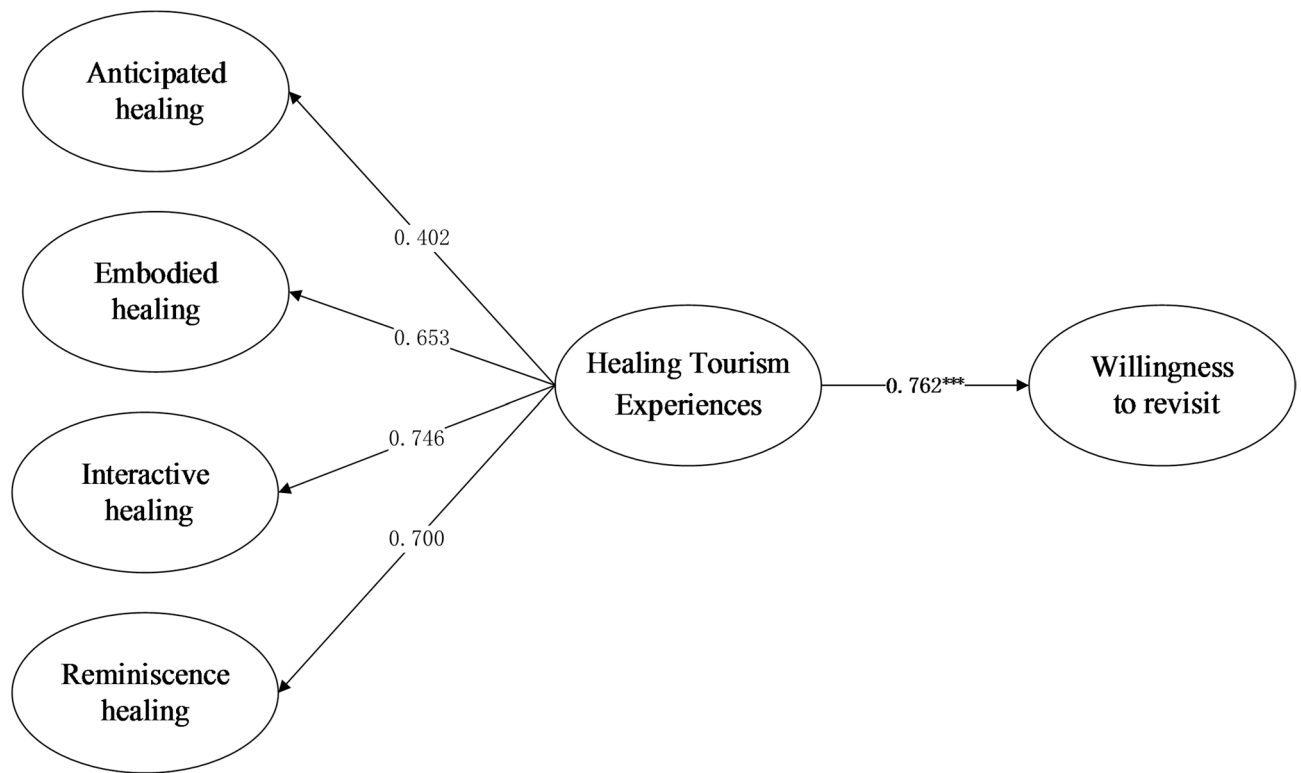 Anticipated
healing
0.402
Embodied
healing
0.653
Healing Tourism
Experiences
0.762***
Willingness
to revisit
0.746
Interactive
healing
0.700
Reminiscence
healing